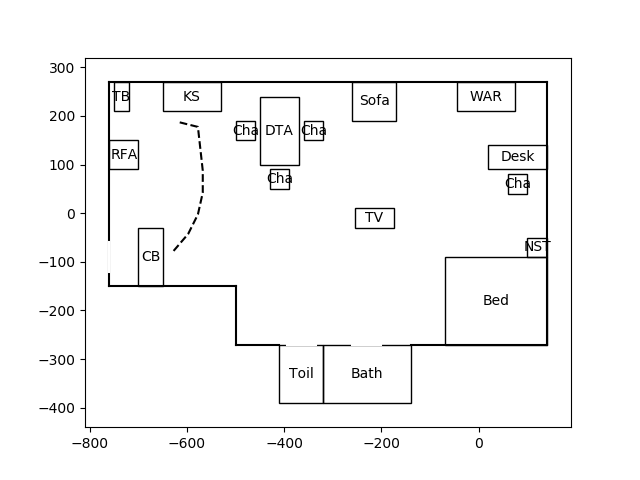 300
200
100
0
−100
−200
−300
−400
−800
−600
−400
−200
0
TB
KS
Sofa
WAR
Cha
DTA
Cha
RFA
Desk
Cha
Cha
TV
NST
CB
Bed
Toil
Bath